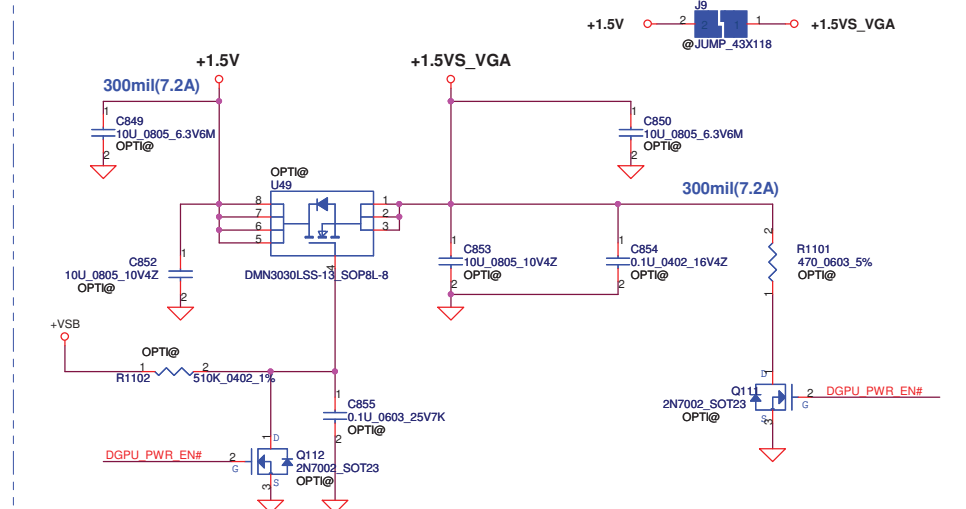 J9
+1.5V
2
2
1
1
+1.5VS_VGA
@JUMP_43X118
+1.5V
+1.5VS_VGA
300mil(7.2A)
1
C849
10U_0805_6.3V6M
OPTI@
2
1
C850
10U_0805_6.3V6M
OPTI@
2
OPTI@
U49
300mil(7.2A)
8
7
6
5
1
2
3
4
DMN3030LSS-13_SOP8L-8
1
C852
10U_0805_10V4Z
OPTI@
2
1
C853
10U_0805_10V4Z
OPTI@
2
1
C854
0.1U_0402_16V4Z
OPTI@
2
2
R1101
470_0603_5%
OPTI@
1
+VSB
OPTI@
1
2
R1102
510K_0402_1%
1
C855
0.1U_0603_25V7K
OPTI@
2
1
D
Q111
2N7002_SOT23
OPTI@
2
G
DGPU_PWR_EN#
S
3
DGPU_PWR_EN#
2
G
1
D
Q112
2N7002_SOT23
OPTI@
3
S